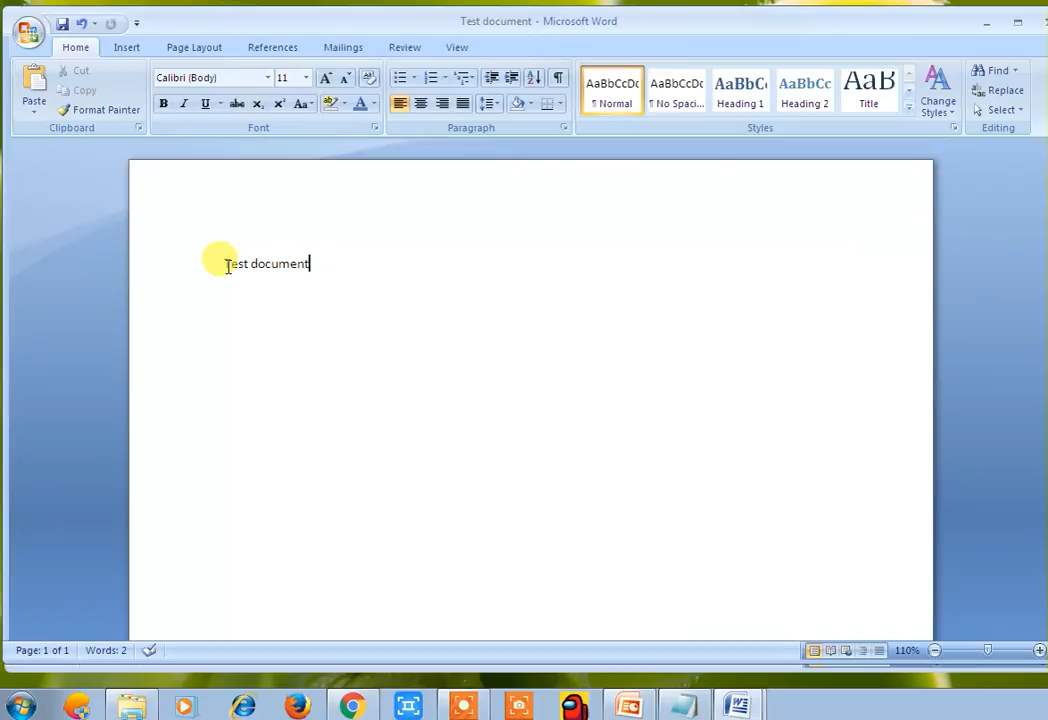 Test document - Microsoft Word
Home Insert Page Layout References Mailings Review View
Paste
Cut
Copy
Format Painter
Clipboard
Calibri (Body) 11
Font
Paragraph
AaBbCcDc AaBbCcDc AaBbCc AaBbCc AaB
¶ Normal ¶ No Spaci... Heading 1 Heading 2 Title
Change Styles
Styles
Find
Replace
Select
Editing
Test document
Page: 1 of 1 Words: 2 110%